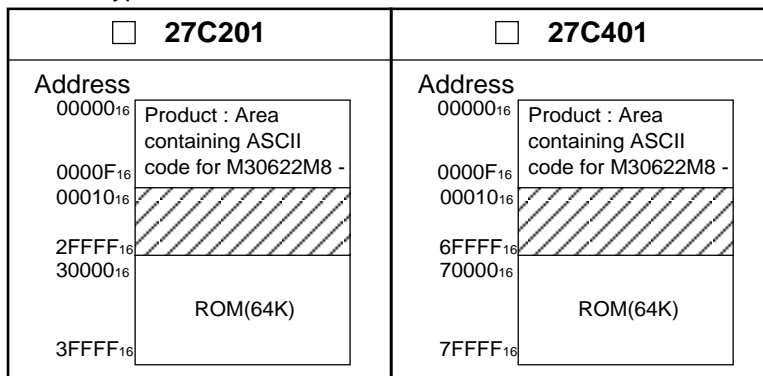 ☐ 27C201
Address
00000₁₆
Product : Area
containing ASCII
code for M30622M8 -
0000F₁₆
00010₁₆
2FFFF₁₆
30000₁₆
ROM(64K)
3FFFF₁₆
☐ 27C401
Address
00000₁₆
Product : Area
containing ASCII
code for M30622M8 -
0000F₁₆
00010₁₆
6FFFF₁₆
70000₁₆
ROM(64K)
7FFFF₁₆